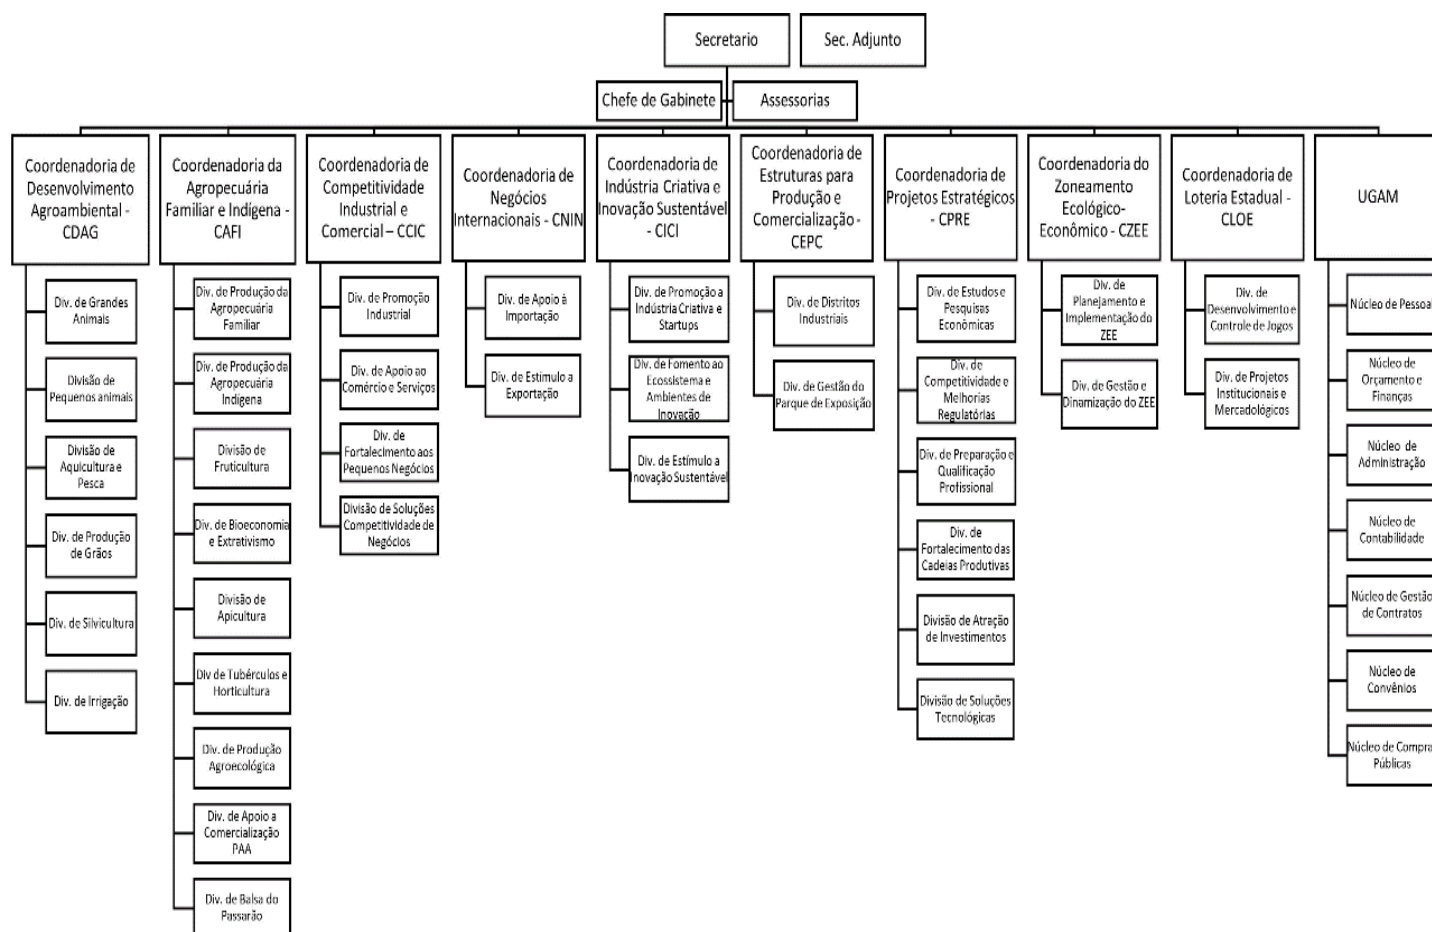 Secretario
Sec. Adjunto
Chefe de Gabinete
Assessorias
Coordenadoria de
Desenvolvimento
Agroambiental -
CDAG
Div. de Grandes
Animais
Divisão de
Pequenos animais
Divisão de
Aquicultura e
Pesca
Div. de Produção
de Grãos
Div. de Silvicultura
Div. de Irrigação
Coordenadoria da
Agropecuária
Familiar e Indígena -
CAFI
Div. de Produção da
Agropecuária
Familiar
Div. de Produção da
Agropecuária
Indígena
Divisão de
Fruticultura
Div. de Bioeconomia
e Extrativismo
Divisão de
Apicultura
Div de Tubérculos e
Horticultura
Div. de Produção
Agroecológica
Div. de Apoio a
Comercialização
PAA
Div. de Balsa do
Passarão
Coordenadoria de
Competitividade
Industrial e
Comercial – CCIC
Div. de Promoção
Industrial
Div. de Apoio ao
Comércio e Serviços
Div. de
Fortalecimento aos
Pequenos Negócios
Divisão de Soluções
Competitividade de
Negócios
Coordenadoria de
Negócios
Internacionais - CNIN
Div. de Apoio à
Importação
Div. de Estimulo a
Exportação
Coordenadoria de
Indústria Criativa e
Inovação Sustentável
- CICI
Div. de Promoção a
Indústria Criativa e
Startups
Div. de Fomento ao
Ecossistema e
Ambientes de
Inovação
Div. de Estímulo a
Inovação Sustentável
Coordenadoria de
Estruturas para
Produção e
Comercialização -
CEPC
Div. de Distritos
Industriais
Div. de Gestão do
Parque de Exposição
Coordenadoria de
Projetos Estratégicos
- CPRE
Div. de Estudos e
Pesquisas
Econômicas
Div. de
Competitividade e
Melhorias
Regulatórias
Div. de Preparação e
Qualificação
Profissional
Div. de
Fortalecimento das
Cadeias Produtivas
Divisão de Atração
de Investimentos
Divisão de Soluções
Tecnológicas
Coordenadoria do
Zoneamento
Ecológico-
Econômico - CZEE
Div. de
Planejamento e
Implementação do
ZEE
Div. de Gestão e
Dinamização do ZEE
Coordenadoria de
Loteria Estadual -
CLOE
Div. de
Desenvolvimento e
Controle de Jogos
Div. de Projetos
Institucionais e
Mercadológicos
UGAM
Núcleo de Pessoal
Núcleo de
Orçamento e
Finanças
Núcleo de
Administração
Núcleo de
Contabilidade
Núcleo de Gestão
de Contratos
Núcleo de
Convênios
Núcleo de Compra
Públicas